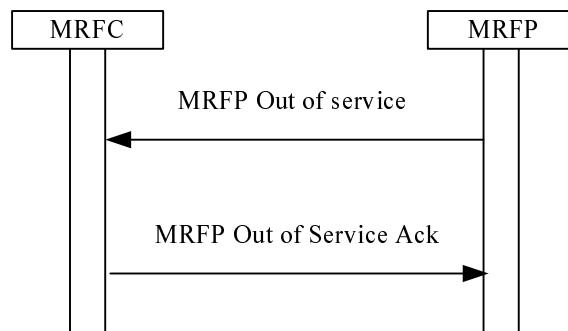 MRFC
MRFP
MRFP Out of service
MRFP Out of Service Ack